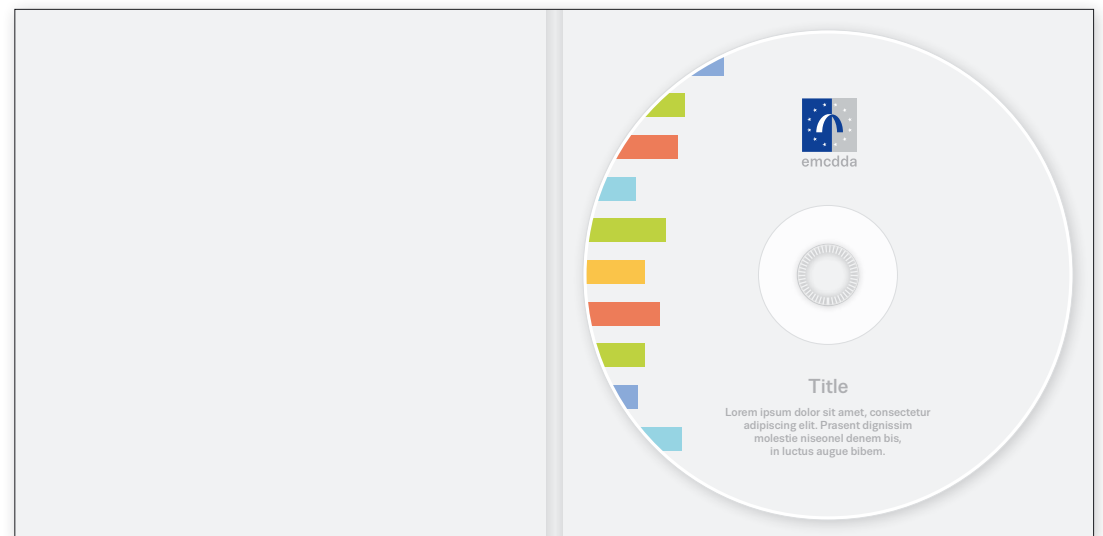 emcdda
Title
Lorem ipsum dolor sit amet, consectetur
adipiscing elit. Prasent dignissim
molestie niseonel denem bis,
in luctus augue bibem.